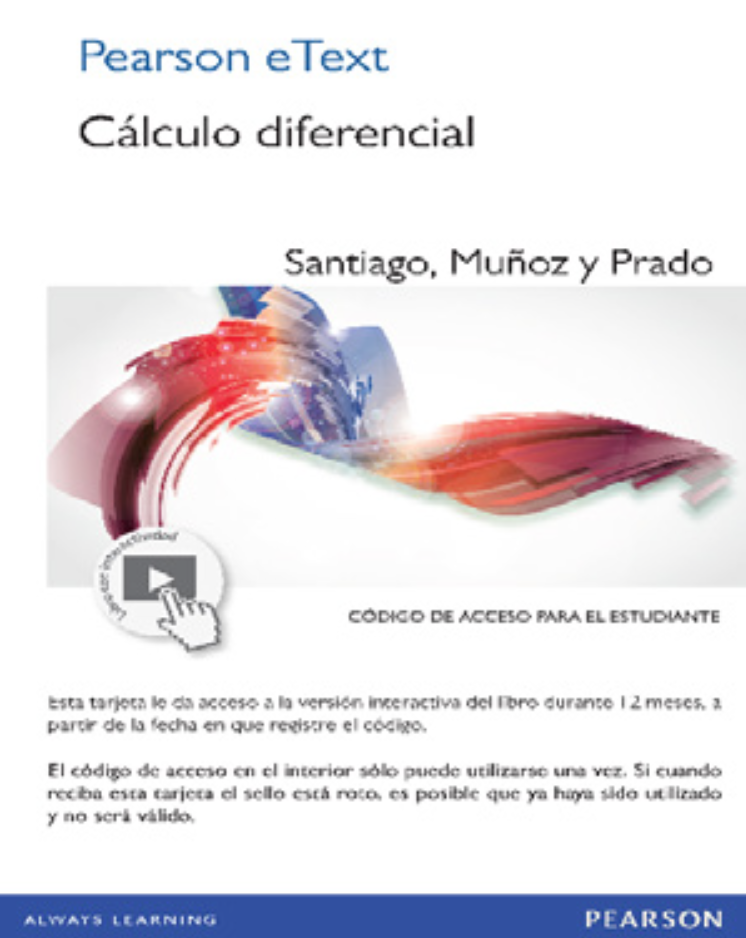 Pearson eText
Cálculo diferencial
Santiago, Muñoz y Prado
Libro con interactividad
CÓDIGO DE ACCESO PARA EL ESTUDIANTE
Esta tarjeta le da acceso a la versión interactiva del libro durante 12 meses, a
partir de la fecha en que registre el código.
El código de acceso en el interior sólo puede utilizarse una vez. Si cuando
reciba esta tarjeta el sello está roto, es posible que ya haya sido utilizado
y no será válido.
ALWAYS LEARNING
PEARSON